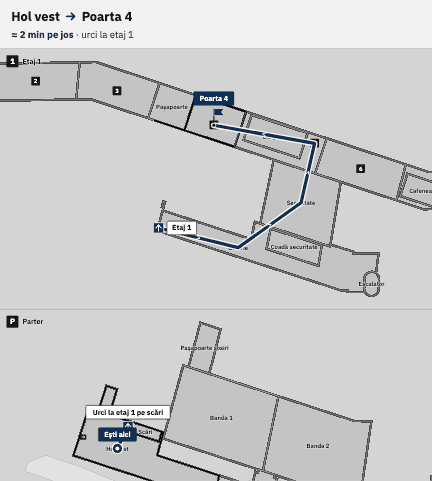 Hol vest → Poarta 4
≈ 2 min pe jos · urci la etaj 1
1 Etaj 1
2
3
Pașapoarte
Poarta 4
6
Cafenea
Securitate
Etaj 1
Coadă securitate
Escalator
P Parter
Pașapoarte sosiri
Urci la etaj 1 pe scări
Scări
Ești aici
Banda 1
Banda 2